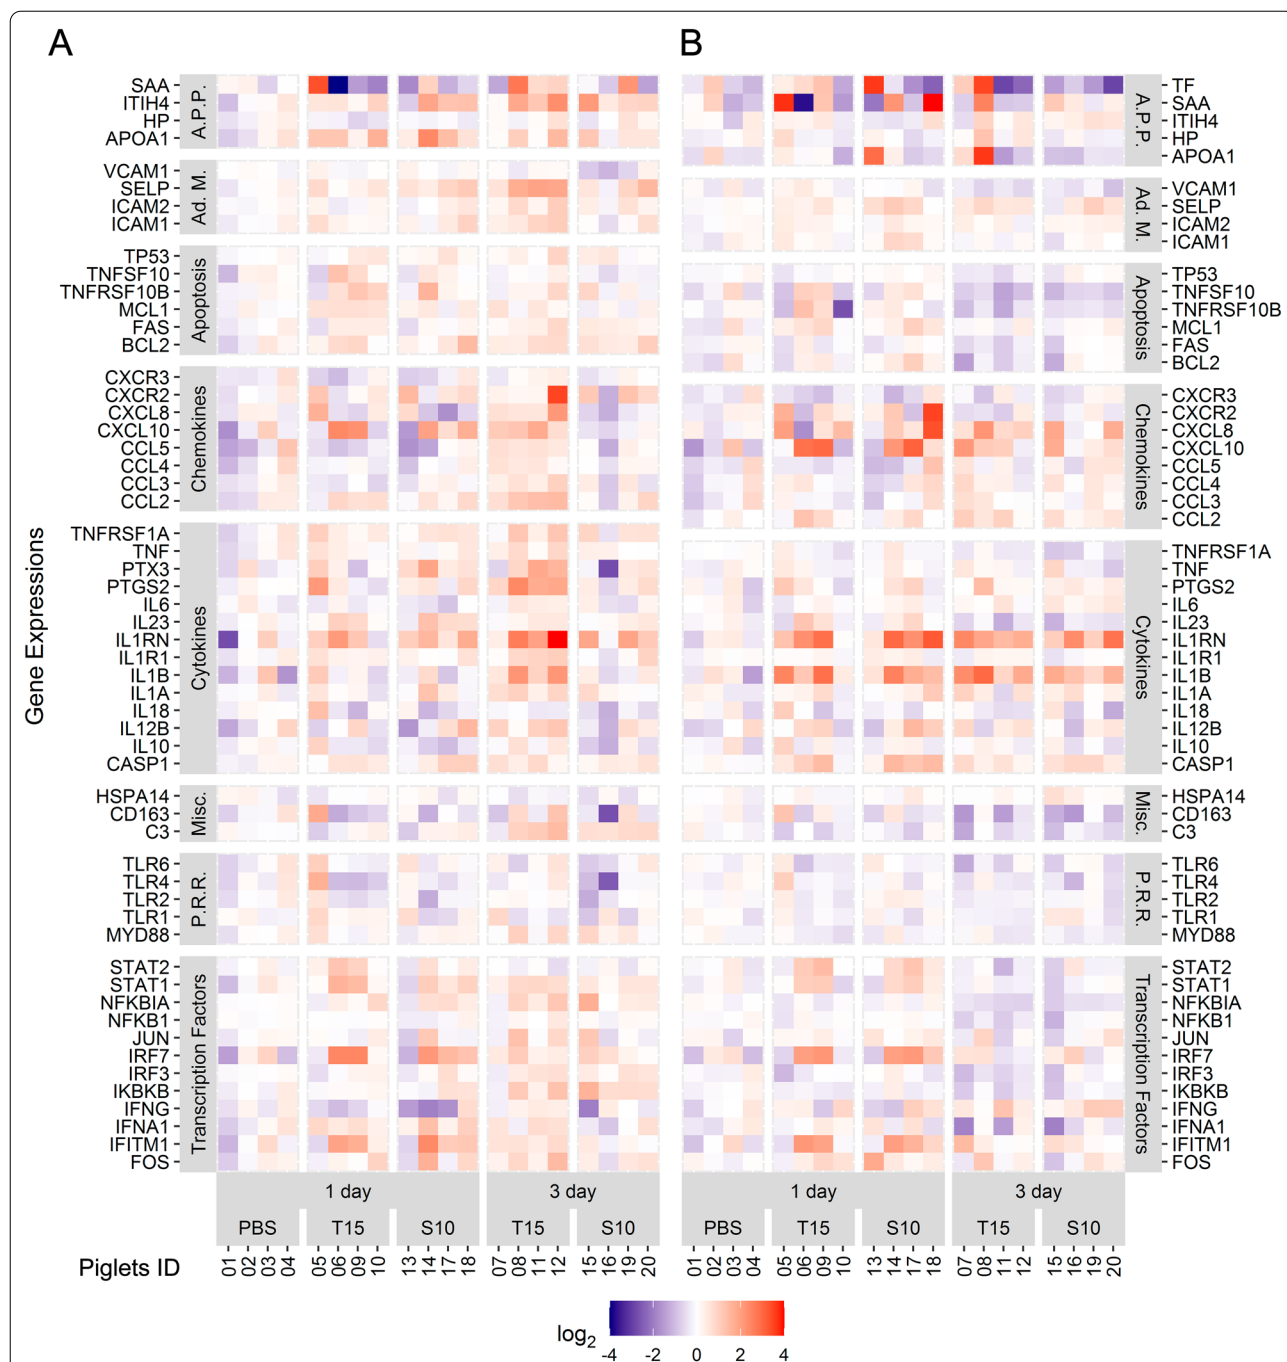 A
B
Gene Expressions
SAA
ITIH4
HP
APOA1
A.P.P.
VCAM1
SELP
ICAM2
ICAM1
Ad. M.
TP53
TNFSF10
TNFRSF10B
MCL1
FAS
BCL2
Apoptosis
CXCR3
CXCR2
CXCL8
CXCL10
CCL5
CCL4
CCL3
CCL2
Chemokines
TNFRSF1A
TNF
PTX3
PTGS2
IL6
IL23
IL1RN
IL1R1
IL1B
IL1A
IL18
IL12B
IL10
CASP1
Cytokines
HSPA14
CD163
C3
Misc.
TLR6
TLR4
TLR2
TLR1
MYD88
P.R.R.
STAT2
STAT1
NFKBIA
NFKB1
JUN
IRF7
IRF3
IKBKB
IFNG
IFNA1
IFITM1
FOS
Transcription Factors
A.P.P.
TF
SAA
ITIH4
HP
APOA1
Ad. M.
VCAM1
SELP
ICAM2
ICAM1
Apoptosis
TP53
TNFSF10
TNFRSF10B
MCL1
FAS
BCL2
Chemokines
CXCR3
CXCR2
CXCL8
CXCL10
CCL5
CCL4
CCL3
CCL2
Cytokines
TNFRSF1A
TNF
PTGS2
IL6
IL23
IL1RN
IL1R1
IL1B
IL1A
IL18
IL12B
IL10
CASP1
Misc.
HSPA14
CD163
C3
P.R.R.
TLR6
TLR4
TLR2
TLR1
MYD88
Transcription Factors
STAT2
STAT1
NFKBIA
NFKB1
JUN
IRF7
IRF3
IKBKB
IFNG
IFNA1
IFITM1
FOS
1 day 3 day 1 day 3 day
PBS T15 S10 T15 S10 PBS T15 S10 T15 S10
Piglets ID 01 02 03 04 05 06 09 10 13 14 17 18 07 08 11 12 15 16 19 20 01 02 03 04 05 06 09 10 13 14 17 18 07 08 11 12 15 16 19 20
log2
-4 -2 0 2 4